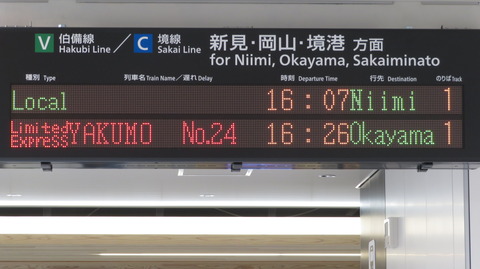 V 伯備線 / C 境線 新見・岡山・境港 方面
Hakubi Line Sakai Line for Niimi, Okayama, Sakaiminato
種別 Type 列車名 Train Name / 遅れ Delay 時刻 Departure Time 行先 Destination のりば Track
Local 16:07 Niimi 1
Limited Express YAKUMO No.24 16:26 Okayama 1